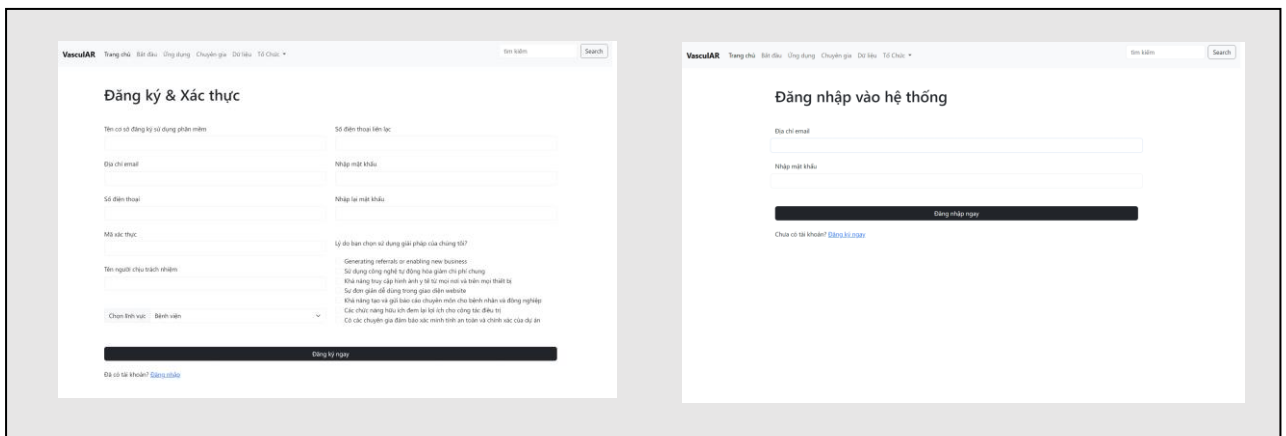 VasculAR Trang chủ Bắt đầu Ứng dụng Chuyên gia Dữ liệu Tổ Chức tìm kiếm Search
Đăng ký & Xác thực
Tên cơ sở đăng ký sử dụng phần mềm
Địa chỉ email
Số điện thoại
Mã xác thực
Tên người chịu trách nhiệm
Chọn lĩnh vực Bệnh viện
Số điện thoại liên lạc
Nhập mật khẩu
Nhập lại mật khẩu
Lý do bạn chọn sử dụng giải pháp của chúng tôi?
Generating referrals or enabling new business
Sử dụng công nghệ tự động hóa giảm chi phí chung
Khả năng truy cập hình ảnh y tế từ mọi nơi và trên mọi thiết bị
Sự đơn giản dễ dùng trong giao diện website
Khả năng tạo và gửi báo cáo chuyên môn cho bệnh nhân và đồng nghiệp
Các chức năng hữu ích đem lại lợi ích cho công tác điều trị
Có các chuyên gia đảm bảo xác minh tính an toàn và chính xác của dự án
Đăng ký ngay
Đã có tài khoản? Đăng nhập
VasculAR Trang chủ Bắt đầu Ứng dụng Chuyên gia Dữ liệu Tổ Chức tìm kiếm Search
Đăng nhập vào hệ thống
Địa chỉ email
Nhập mật khẩu
Đăng nhập ngay
Chưa có tài khoản? Đăng ký ngay